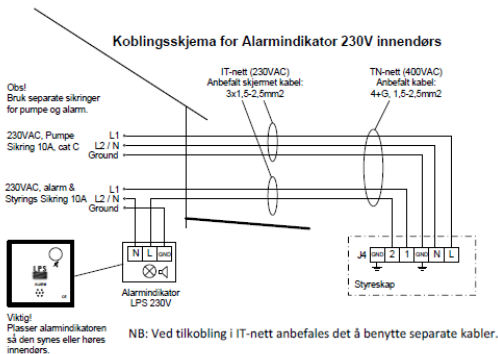 Koblingsskjema for Alarmindikator 230V innendørs
IT-nett (230VAC)
Anbefalt skjermet kabel:
3x1,5-2,5mm2
TN-nett (400VAC)
Anbefalt kabel:
4+G, 1,5-2,5mm2
Obs!
Bruk separate sikringer
for pumpe og alarm.
230VAC, Pumpe
Sikring 10A, cat C
L1
L2 / N
Ground
230VAC, alarm &
Styrings Sikring 10A
L1
L2 / N
Ground
N L GND
J4 GND 2 1 GND N L
Styreskap
LPS
ALARM
CE
Alarmindikator
LPS 230V
Viktig!
Plasser alarmindikatoren
så den synes eller høres
innendørs.
NB: Ved tilkobling i IT-nett anbefales det å benytte separate kabler.